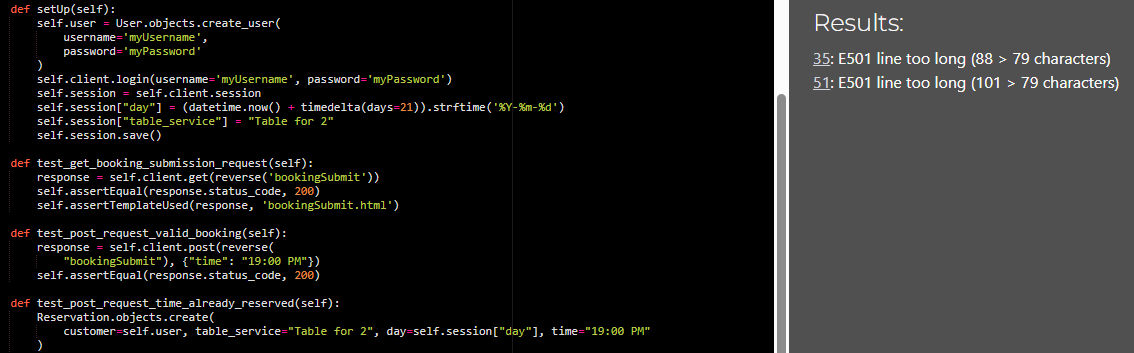 def setUp(self):
    self.user = User.objects.create_user(
        username='myUsername',
        password='myPassword'
    )
    self.client.login(username='myUsername', password='myPassword')
    self.session = self.client.session
    self.session["day"] = (datetime.now() + timedelta(days=21)).strftime('%Y-%m-%d')
    self.session["table_service"] = "Table for 2"
    self.session.save()

def test_get_booking_submission_request(self):
    response = self.client.get(reverse('bookingSubmit'))
    self.assertEqual(response.status_code, 200)
    self.assertTemplateUsed(response, 'bookingSubmit.html')

def test_post_request_valid_booking(self):
    response = self.client.post(reverse(
        "bookingSubmit"), {"time": "19:00 PM"})
    self.assertEqual(response.status_code, 200)

def test_post_request_time_already_reserved(self):
    Reservation.objects.create(
        customer=self.user, table_service="Table for 2", day=self.session["day"], time="19:00 PM"
    )
Results:
35: E501 line too long (88 > 79 characters)
51: E501 line too long (101 > 79 characters)